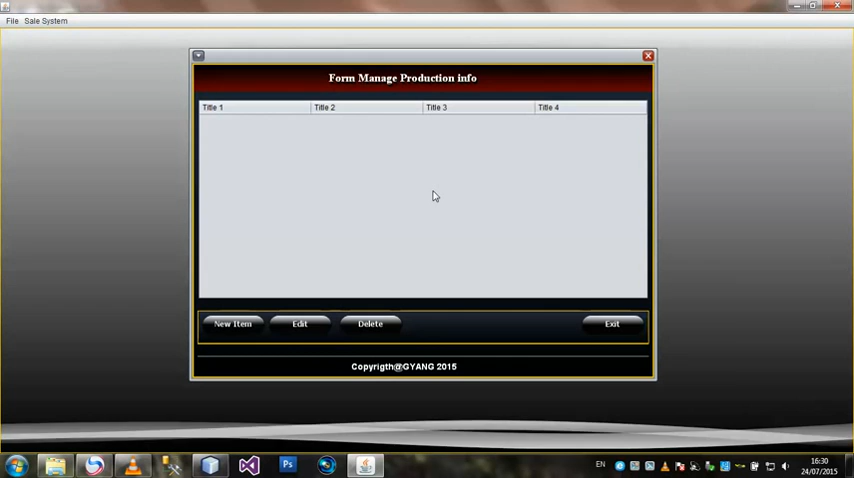 File Sale System
Form Manage Production info
Title 1 Title 2 Title 3 Title 4
New Item Edit Delete Exit
Copyrigth@GYANG 2015
Ps
EN
16:30
24/07/2015